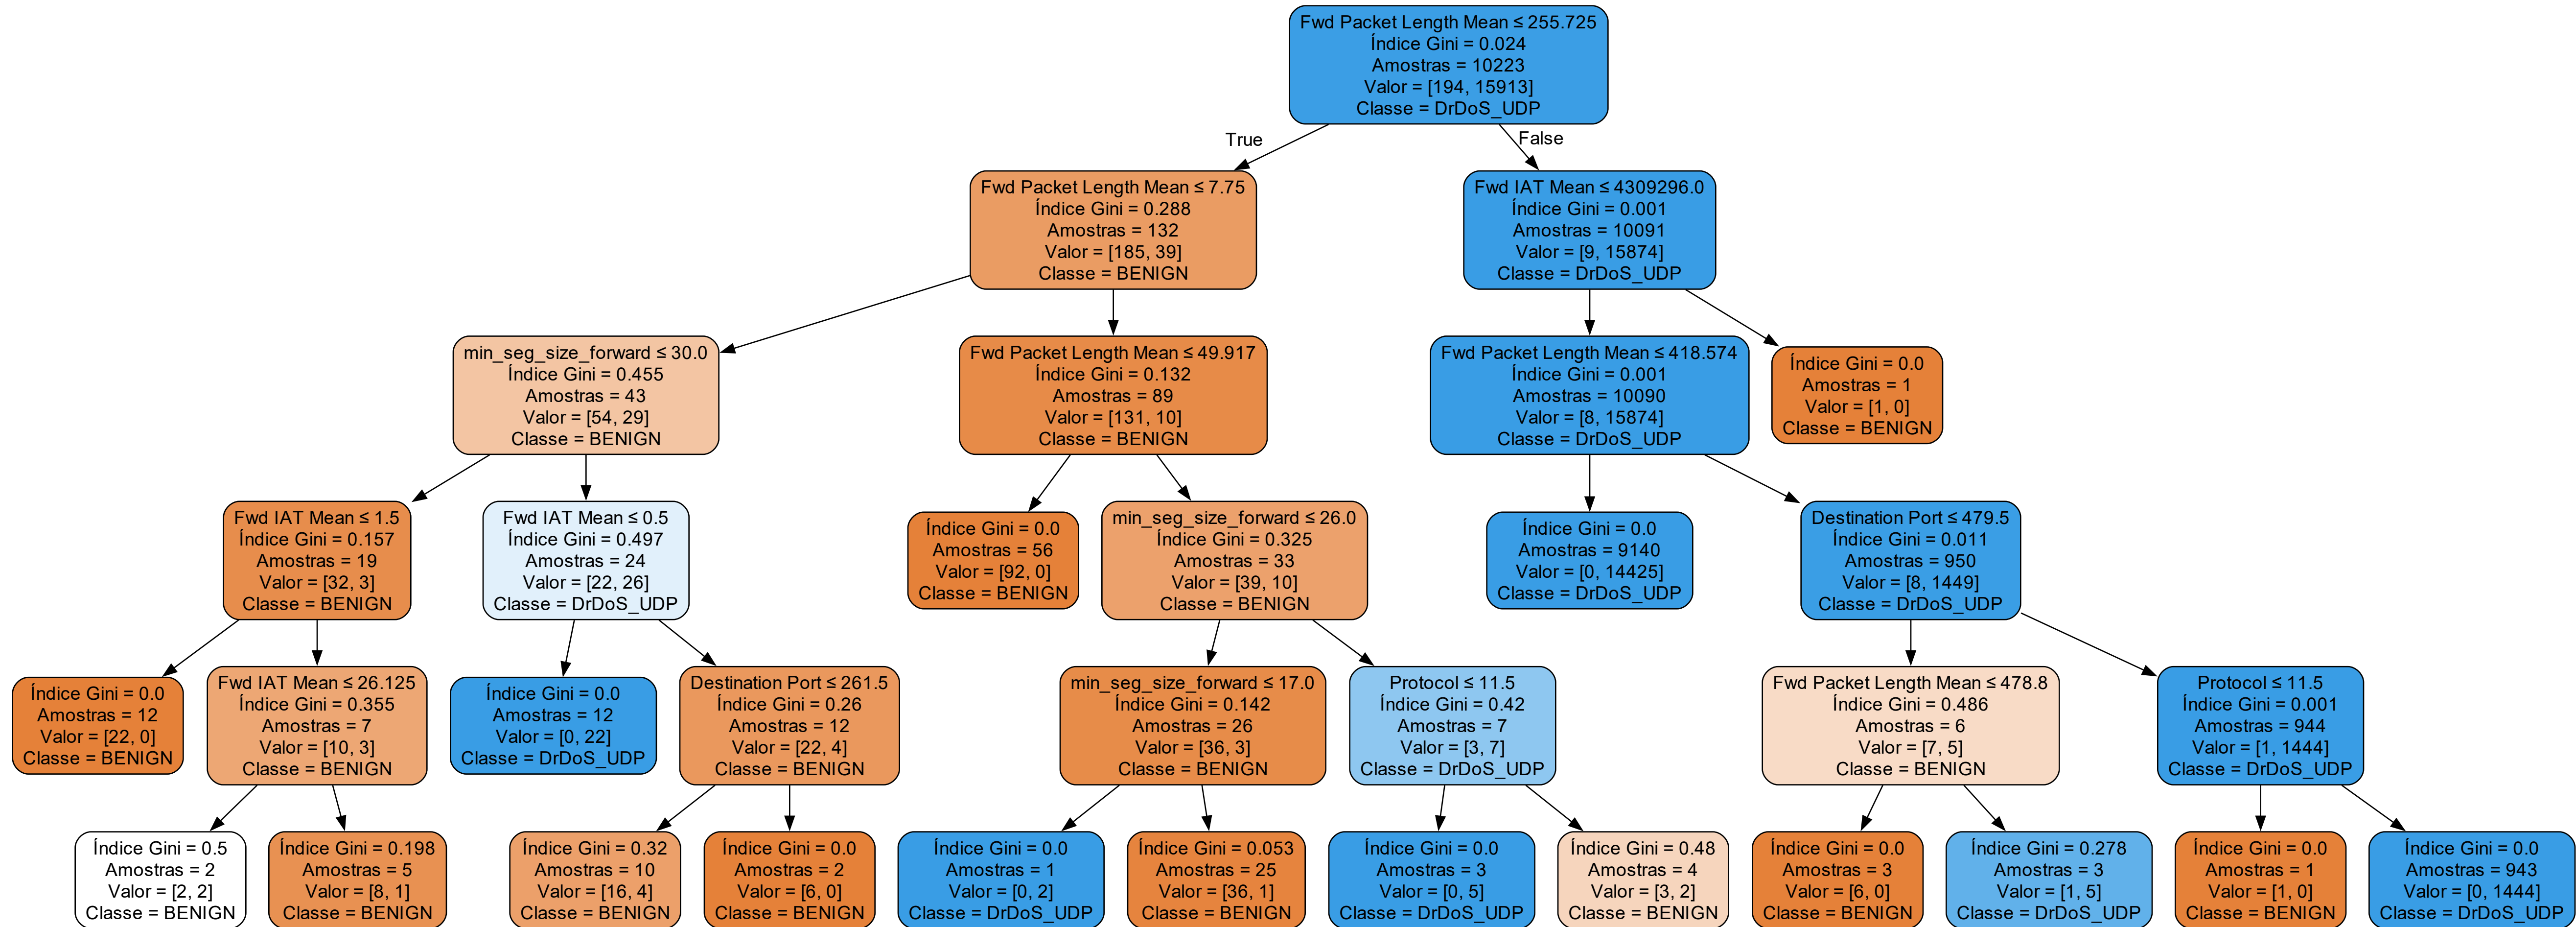 Fwd Packet Length Mean ≤ 255.725
Índice Gini = 0.024
Amostras = 10223
Valor = [194, 15913]
Classe = DrDoS_UDP
True
False
Fwd Packet Length Mean ≤ 7.75
Índice Gini = 0.288
Amostras = 132
Valor = [185, 39]
Classe = BENIGN
Fwd IAT Mean ≤ 4309296.0
Índice Gini = 0.001
Amostras = 10091
Valor = [9, 15874]
Classe = DrDoS_UDP
min_seg_size_forward ≤ 30.0
Índice Gini = 0.455
Amostras = 43
Valor = [54, 29]
Classe = BENIGN
Fwd Packet Length Mean ≤ 49.917
Índice Gini = 0.132
Amostras = 89
Valor = [131, 10]
Classe = BENIGN
Fwd Packet Length Mean ≤ 418.574
Índice Gini = 0.001
Amostras = 10090
Valor = [8, 15874]
Classe = DrDoS_UDP
Índice Gini = 0.0
Amostras = 1
Valor = [1, 0]
Classe = BENIGN
Fwd IAT Mean ≤ 1.5
Índice Gini = 0.157
Amostras = 19
Valor = [32, 3]
Classe = BENIGN
Fwd IAT Mean ≤ 0.5
Índice Gini = 0.497
Amostras = 24
Valor = [22, 26]
Classe = DrDoS_UDP
Índice Gini = 0.0
Amostras = 56
Valor = [92, 0]
Classe = BENIGN
min_seg_size_forward ≤ 26.0
Índice Gini = 0.325
Amostras = 33
Valor = [39, 10]
Classe = BENIGN
Índice Gini = 0.0
Amostras = 9140
Valor = [0, 14425]
Classe = DrDoS_UDP
Destination Port ≤ 479.5
Índice Gini = 0.011
Amostras = 950
Valor = [8, 1449]
Classe = DrDoS_UDP
Índice Gini = 0.0
Amostras = 12
Valor = [22, 0]
Classe = BENIGN
Fwd IAT Mean ≤ 26.125
Índice Gini = 0.355
Amostras = 7
Valor = [10, 3]
Classe = BENIGN
Índice Gini = 0.0
Amostras = 12
Valor = [0, 22]
Classe = DrDoS_UDP
Destination Port ≤ 261.5
Índice Gini = 0.26
Amostras = 12
Valor = [22, 4]
Classe = BENIGN
min_seg_size_forward ≤ 17.0
Índice Gini = 0.142
Amostras = 26
Valor = [36, 3]
Classe = BENIGN
Protocol ≤ 11.5
Índice Gini = 0.42
Amostras = 7
Valor = [3, 7]
Classe = DrDoS_UDP
Fwd Packet Length Mean ≤ 478.8
Índice Gini = 0.486
Amostras = 6
Valor = [7, 5]
Classe = BENIGN
Protocol ≤ 11.5
Índice Gini = 0.001
Amostras = 944
Valor = [1, 1444]
Classe = DrDoS_UDP
Índice Gini = 0.5
Amostras = 2
Valor = [2, 2]
Classe = BENIGN
Índice Gini = 0.198
Amostras = 5
Valor = [8, 1]
Classe = BENIGN
Índice Gini = 0.32
Amostras = 10
Valor = [16, 4]
Classe = BENIGN
Índice Gini = 0.0
Amostras = 2
Valor = [6, 0]
Classe = BENIGN
Índice Gini = 0.0
Amostras = 1
Valor = [0, 2]
Classe = DrDoS_UDP
Índice Gini = 0.053
Amostras = 25
Valor = [36, 1]
Classe = BENIGN
Índice Gini = 0.0
Amostras = 3
Valor = [0, 5]
Classe = DrDoS_UDP
Índice Gini = 0.48
Amostras = 4
Valor = [3, 2]
Classe = BENIGN
Índice Gini = 0.0
Amostras = 3
Valor = [6, 0]
Classe = BENIGN
Índice Gini = 0.278
Amostras = 3
Valor = [1, 5]
Classe = DrDoS_UDP
Índice Gini = 0.0
Amostras = 1
Valor = [1, 0]
Classe = BENIGN
Índice Gini = 0.0
Amostras = 943
Valor = [0, 1444]
Classe = DrDoS_UDP